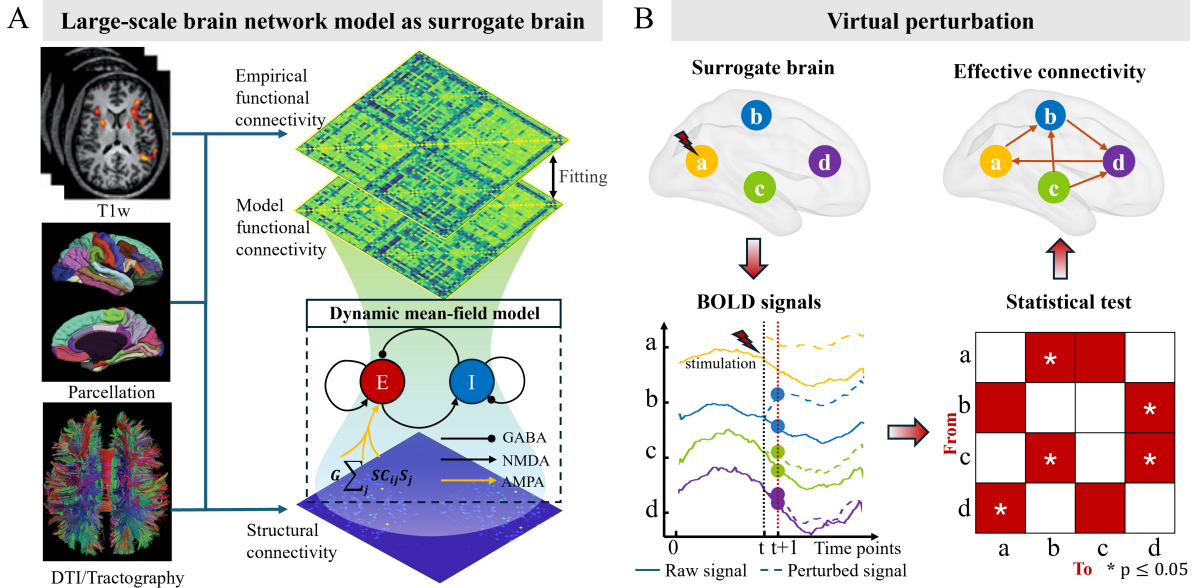 A
Large-scale brain network model as surrogate brain
T1w
Parcellation
DTI/Tractography
Empirical
functional
connectivity
Fitting
Model
functional
connectivity
Dynamic mean-field model
E
I
GABA
NMDA
AMPA
G∑j SCijSj
Structural
connectivity
B
Virtual perturbation
Surrogate brain
a
b
c
d
Effective connectivity
a
b
c
d
BOLD signals
a
b
c
d
stimulation
0
t
t+1
Time points
Raw signal
Perturbed signal
Statistical test
From
a
b
c
d
*
*
*
*
*
a
b
c
d
To
* p ≤ 0.05